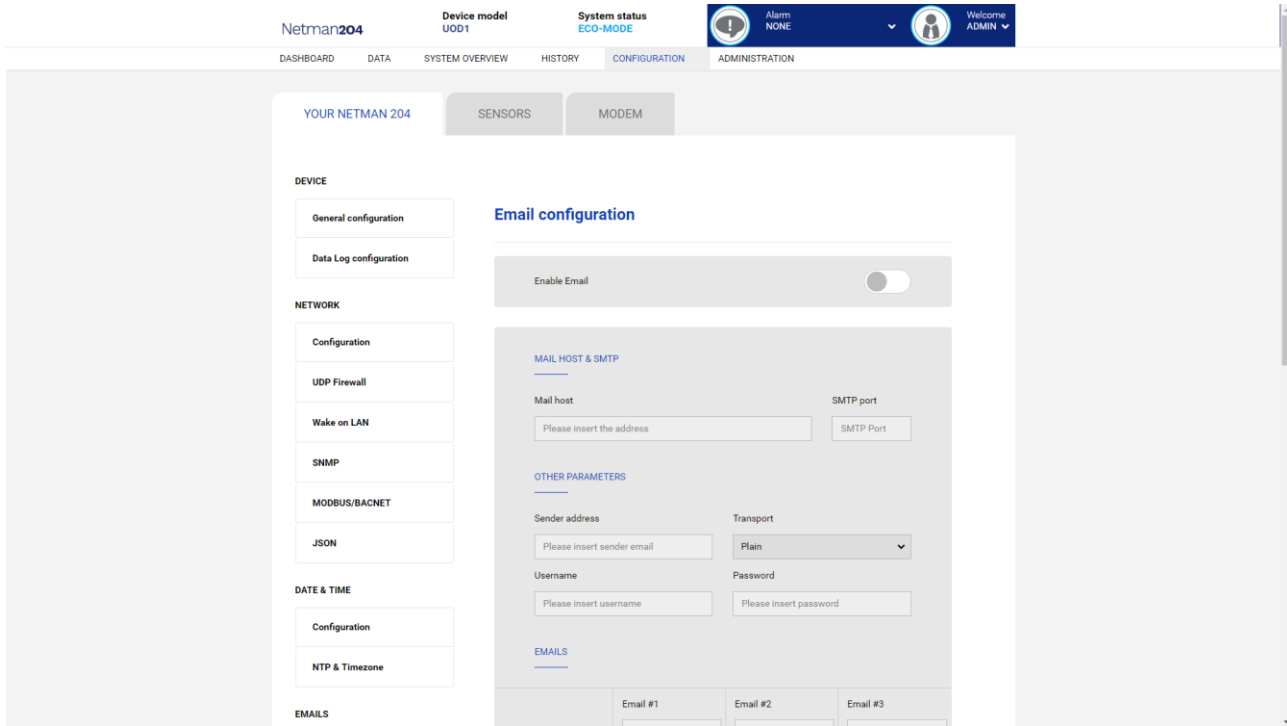 Netman204
Device model
UOD1
System status
ECO-MODE
Alarm
NONE
Welcome
ADMIN
DASHBOARD DATA SYSTEM OVERVIEW HISTORY CONFIGURATION ADMINISTRATION
YOUR NETMAN 204 SENSORS MODEM
DEVICE
General configuration
Data Log configuration
NETWORK
Configuration
UDP Firewall
Wake on LAN
SNMP
MODBUS/BACNET
JSON
DATE & TIME
Configuration
NTP & Timezone
EMAILS
Email configuration
Enable Email
MAIL HOST & SMTP
Mail host SMTP port
Please insert the address SMTP Port
OTHER PARAMETERS
Sender address Transport
Please insert sender email Plain
Username Password
Please insert username Please insert password
EMAILS
Email #1 Email #2 Email #3